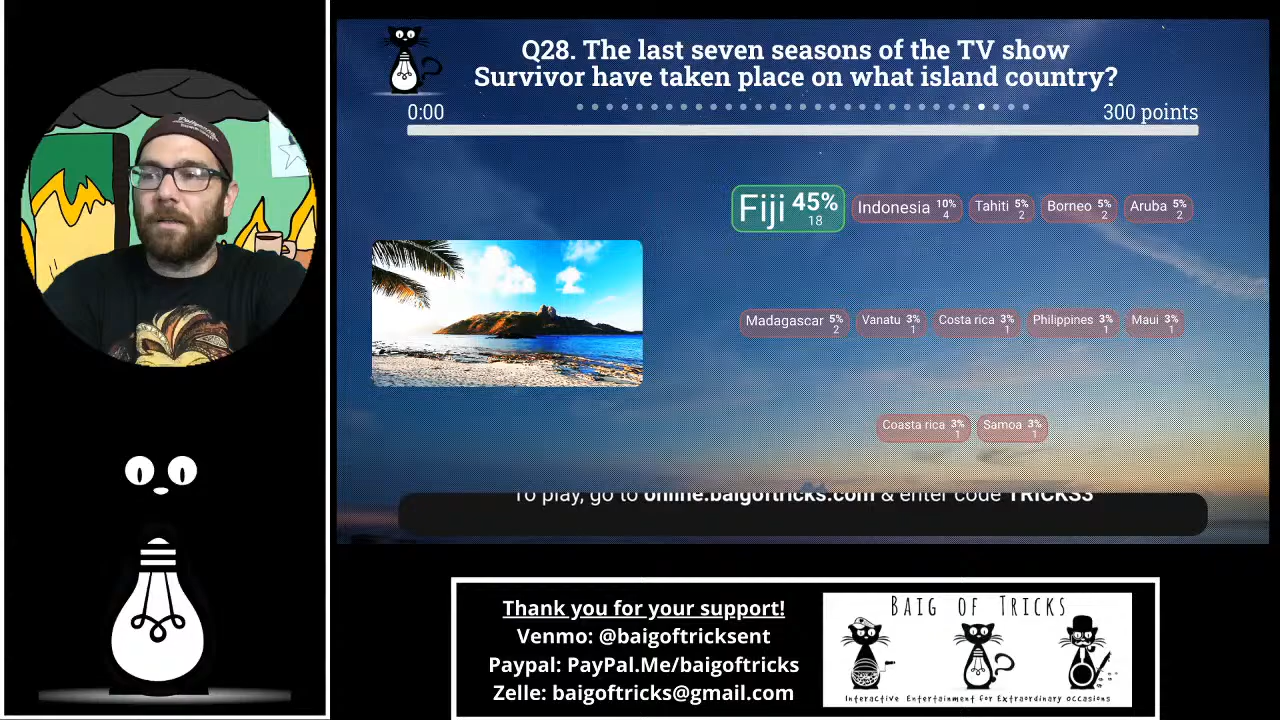 Q28. The last seven seasons of the TV show
Survivor have taken place on what island country?
0:00
300 points
Fiji 45% 18
Indonesia 10% 4
Tahiti 5% 2
Borneo 5% 2
Aruba 5% 2
Madagascar 5% 2
Vanatu 3% 1
Costa rica 3% 1
Philippines 3% 1
Maui 3% 1
Coasta rica 3% 1
Samoa 3% 1
To play, go to online.baigoftricks.com & enter code TRICKS3
Thank you for your support!
Venmo: @baigoftricksent
Paypal: PayPal.Me/baigoftricks
Zelle: baigoftricks@gmail.com
BAIG OF TRICKS
Interactive Entertainment for Extraordinary occasions